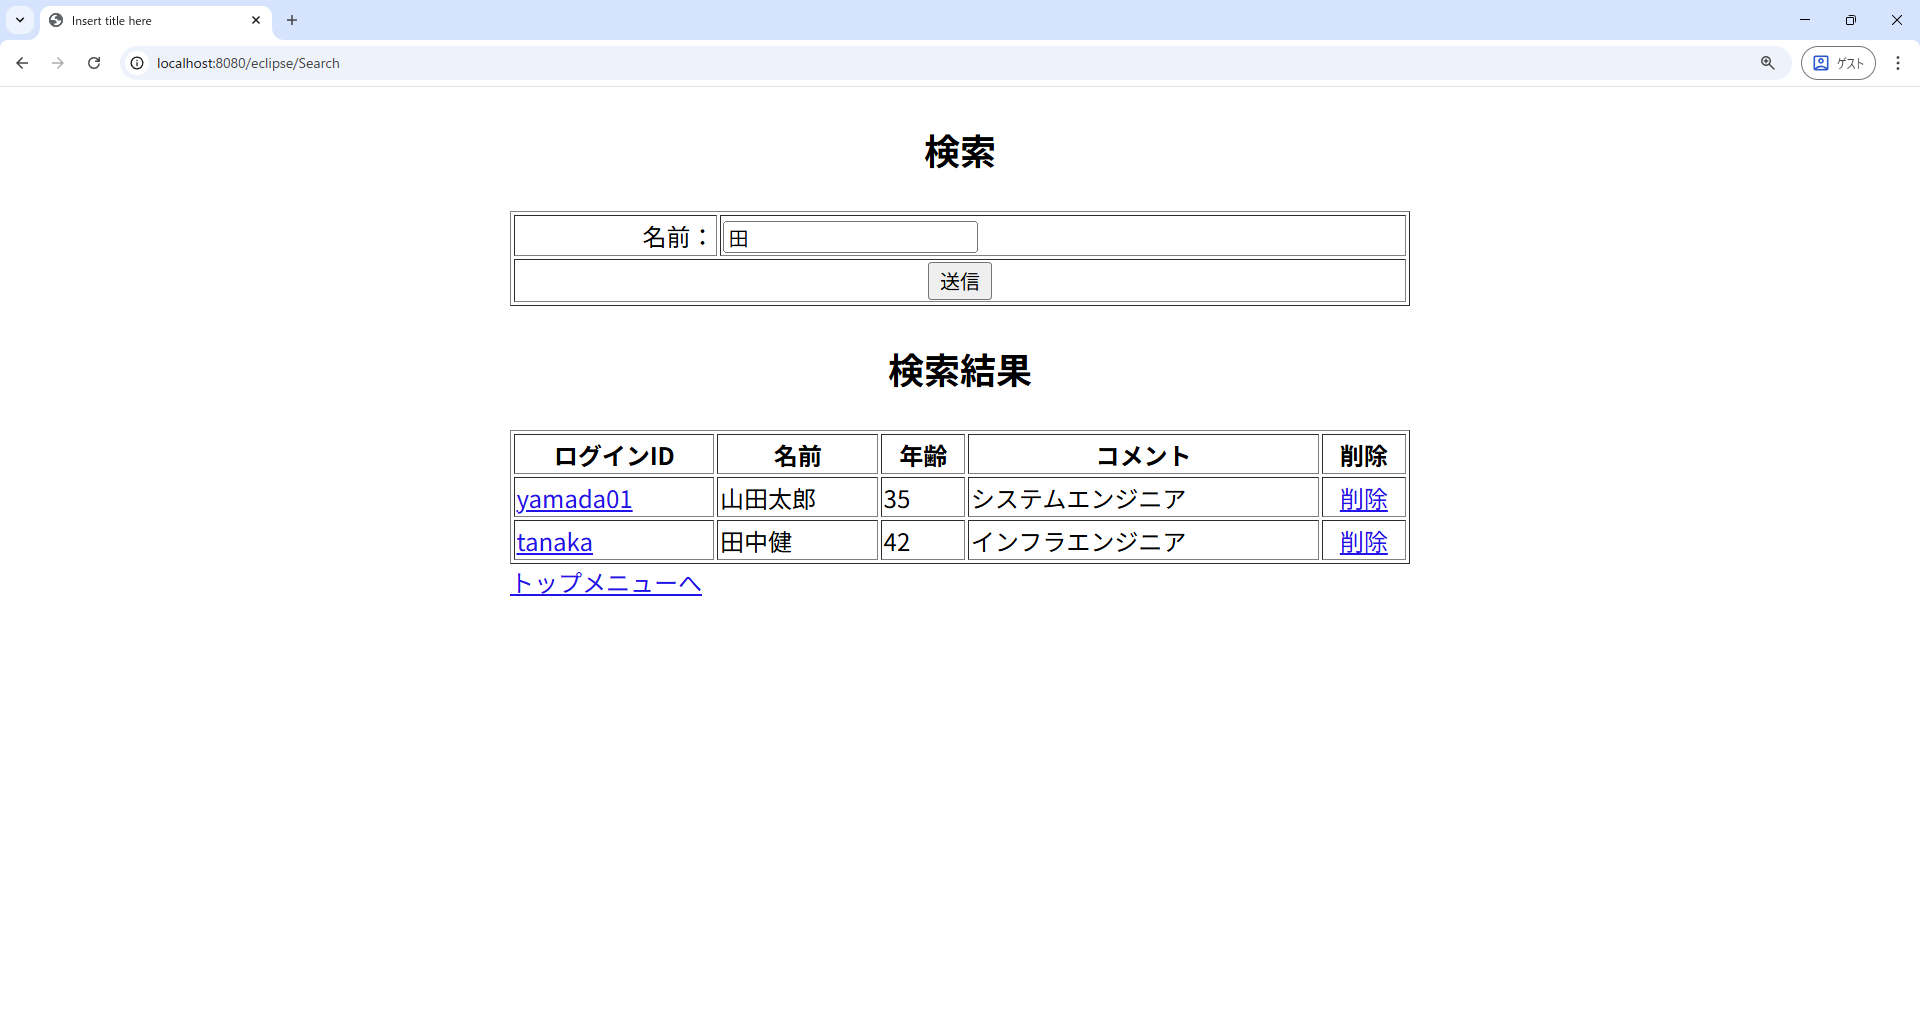 Insert title here
localhost:8080/eclipse/Search
ゲスト
検索
名前： 田
送信
検索結果
ログインID 名前 年齢 コメント 削除
yamada01 山田太郎 35 システムエンジニア 削除
tanaka 田中健 42 インフラエンジニア 削除
トップメニューへ